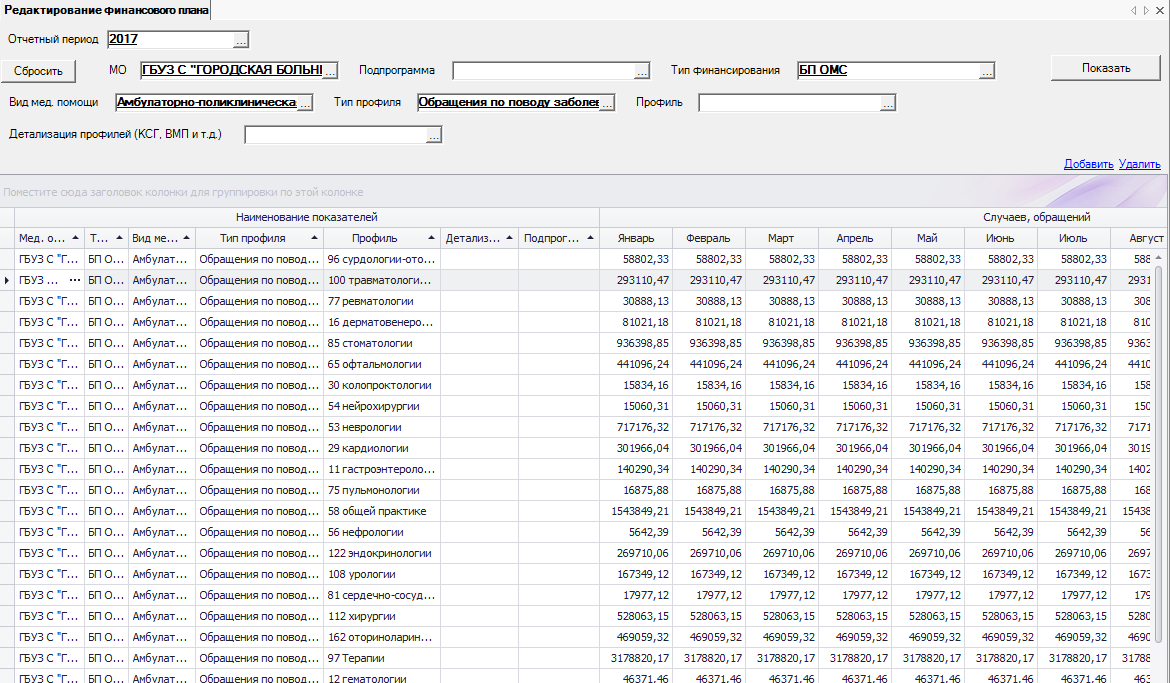 Редактирование финансового плана
Отчетный период 2017 ...
Сбросить МО ГБУЗ С "ГОРОДСКАЯ БОЛЬНІ ... Подпрограмма ... Тип финансирования БП ОМС ... Показать
Вид мед. помощи Амбулаторно-поликлиническа ... Тип профиля Обращения по поводу заболев ... Профиль ...
Детализация профилей (КСГ, ВМП и т.д.) ...
Добавить Удалить
Поместите сюда заголовок колонки для группировки по этой колонке
Наименование показателей Случаев, обращений
Мед. о... Т... Вид ме... Тип профиля Профиль Детализ... Подпрог... Январь Февраль Март Апрель Май Июнь Июль Август
ГБУЗ С "Г... БП О... Амбулат... Обращения по повод... 96 сурдологии-ото... 58802,33 58802,33 58802,33 58802,33 58802,33 58802,33 58802,33 588
ГБУЗ ... ... БП О... Амбулат... Обращения по повод... 100 травматологи... 293110,47 293110,47 293110,47 293110,47 293110,47 293110,47 293110,47 2931
ГБУЗ С "Г... БП О... Амбулат... Обращения по повод... 77 ревматологии 30888,13 30888,13 30888,13 30888,13 30888,13 30888,13 30888,13 308
ГБУЗ С "Г... БП О... Амбулат... Обращения по повод... 16 дерматовенеро... 81021,18 81021,18 81021,18 81021,18 81021,18 81021,18 81021,18 810
ГБУЗ С "Г... БП О... Амбулат... Обращения по повод... 85 стоматологии 936398,85 936398,85 936398,85 936398,85 936398,85 936398,85 936398,85 9363
ГБУЗ С "Г... БП О... Амбулат... Обращения по повод... 65 офтальмологии 441096,24 441096,24 441096,24 441096,24 441096,24 441096,24 441096,24 4410
ГБУЗ С "Г... БП О... Амбулат... Обращения по повод... 30 колопроктологии 15834,16 15834,16 15834,16 15834,16 15834,16 15834,16 15834,16 158
ГБУЗ С "Г... БП О... Амбулат... Обращения по повод... 54 нейрохирургии 15060,31 15060,31 15060,31 15060,31 15060,31 15060,31 15060,31 150
ГБУЗ С "Г... БП О... Амбулат... Обращения по повод... 53 неврологии 717176,32 717176,32 717176,32 717176,32 717176,32 717176,32 717176,32 7171
ГБУЗ С "Г... БП О... Амбулат... Обращения по повод... 29 кардиологии 301966,04 301966,04 301966,04 301966,04 301966,04 301966,04 301966,04 3019
ГБУЗ С "Г... БП О... Амбулат... Обращения по повод... 11 гастроэнтероло... 140290,34 140290,34 140290,34 140290,34 140290,34 140290,34 140290,34 1402
ГБУЗ С "Г... БП О... Амбулат... Обращения по повод... 75 пульмонологии 16875,88 16875,88 16875,88 16875,88 16875,88 16875,88 16875,88 168
ГБУЗ С "Г... БП О... Амбулат... Обращения по повод... 58 общей практике 1543849,21 1543849,21 1543849,21 1543849,21 1543849,21 1543849,21 1543849,21 15438
ГБУЗ С "Г... БП О... Амбулат... Обращения по повод... 56 нефрологии 5642,39 5642,39 5642,39 5642,39 5642,39 5642,39 5642,39 56
ГБУЗ С "Г... БП О... Амбулат... Обращения по повод... 122 эндокринологии 269710,06 269710,06 269710,06 269710,06 269710,06 269710,06 269710,06 2697
ГБУЗ С "Г... БП О... Амбулат... Обращения по повод... 108 урологии 167349,12 167349,12 167349,12 167349,12 167349,12 167349,12 167349,12 1673
ГБУЗ С "Г... БП О... Амбулат... Обращения по повод... 81 сердечно-сосуд... 17977,12 17977,12 17977,12 17977,12 17977,12 17977,12 17977,12 179
ГБУЗ С "Г... БП О... Амбулат... Обращения по повод... 112 хирургии 528063,15 528063,15 528063,15 528063,15 528063,15 528063,15 528063,15 5280
ГБУЗ С "Г... БП О... Амбулат... Обращения по повод... 162 оториноларин... 469059,32 469059,32 469059,32 469059,32 469059,32 469059,32 469059,32 4690
ГБУЗ С "Г... БП О... Амбулат... Обращения по повод... 97 Терапии 3178820,17 3178820,17 3178820,17 3178820,17 3178820,17 3178820,17 3178820,17 31788
ГБУЗ С "Г... БП О... Амбулат... Обращения по повод... 12 гематологии 46371,46 46371,46 46371,46 46371,46 46371,46 46371,46 46371,46 463